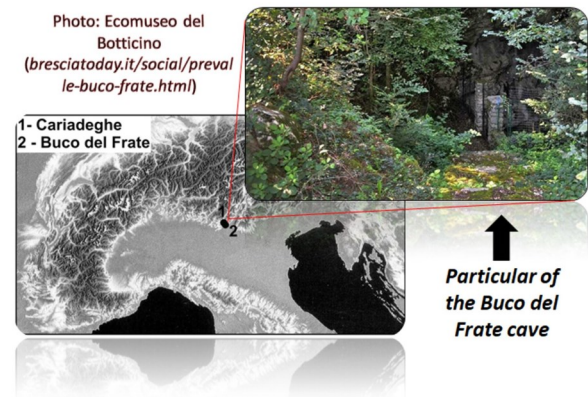 Photo: Ecomuseo del
Botticino
(bresciatoday.it/social/preval
le-buco-frate.html)
1- Cariadeghe
2 - Buco del Frate
1
2
Particular of
the Buco del
Frate cave